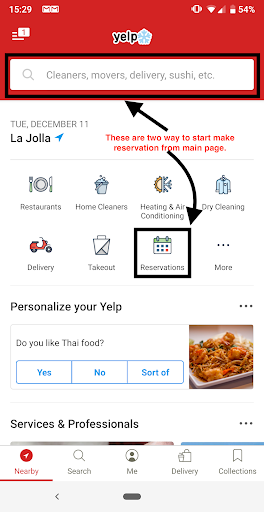 15:29 54%
1
yelp
Cleaners, movers, delivery, sushi, etc.
TUE, DECEMBER 11
La Jolla
These are two way to start make
reservation from main page.
Restaurants Home Cleaners Heating & Air Conditioning Dry Cleaning
Delivery Takeout Reservations More
Personalize your Yelp
Do you like Thai food?
Yes No Sort of
Services & Professionals
Nearby Search Me Delivery Collections